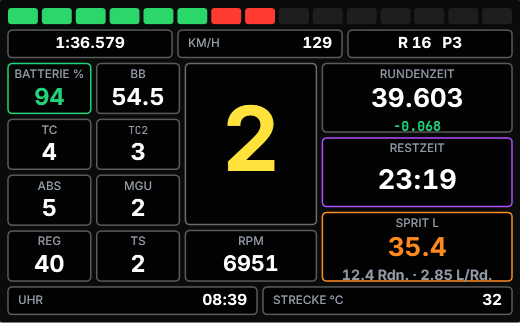 1:36.579 KM/H 129 R 16 P3
BATTERIE % BB RUNDENZEIT
94 54.5 39.603
-0.068
TC TC2 2 RESTZEIT
4 3 23:19
ABS MGU SPRIT L
5 2 35.4
12.4 Rdn. · 2.85 L/Rd.
REG TS RPM
40 2 6951
UHR 08:39 STRECKE °C 32